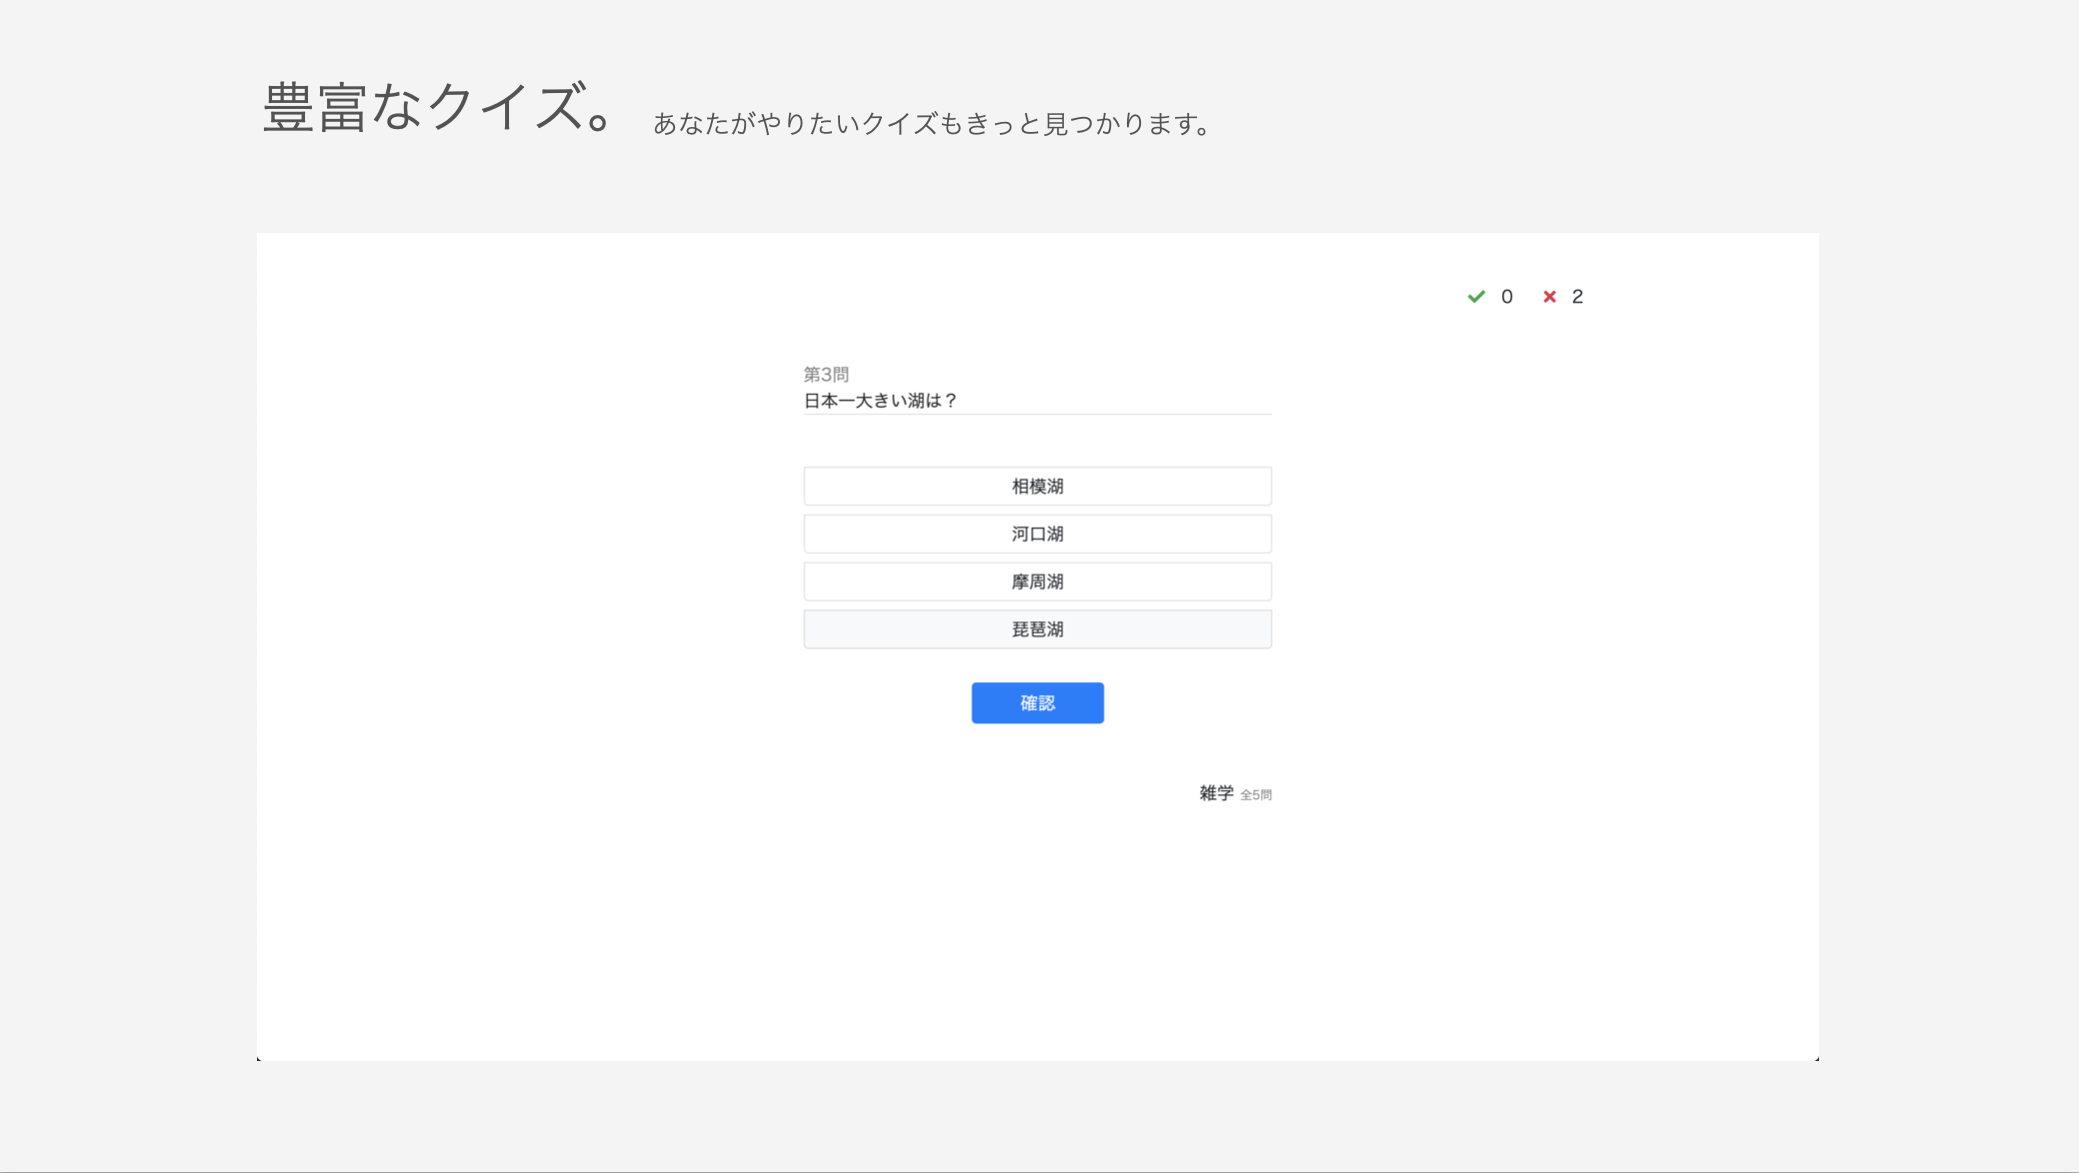 豊富なクイズ。 あなたがやりたいクイズもきっと見つかります。
0 2
第3問
日本一大きい湖は？
相模湖
河口湖
摩周湖
琵琶湖
確認
雑学 全5問